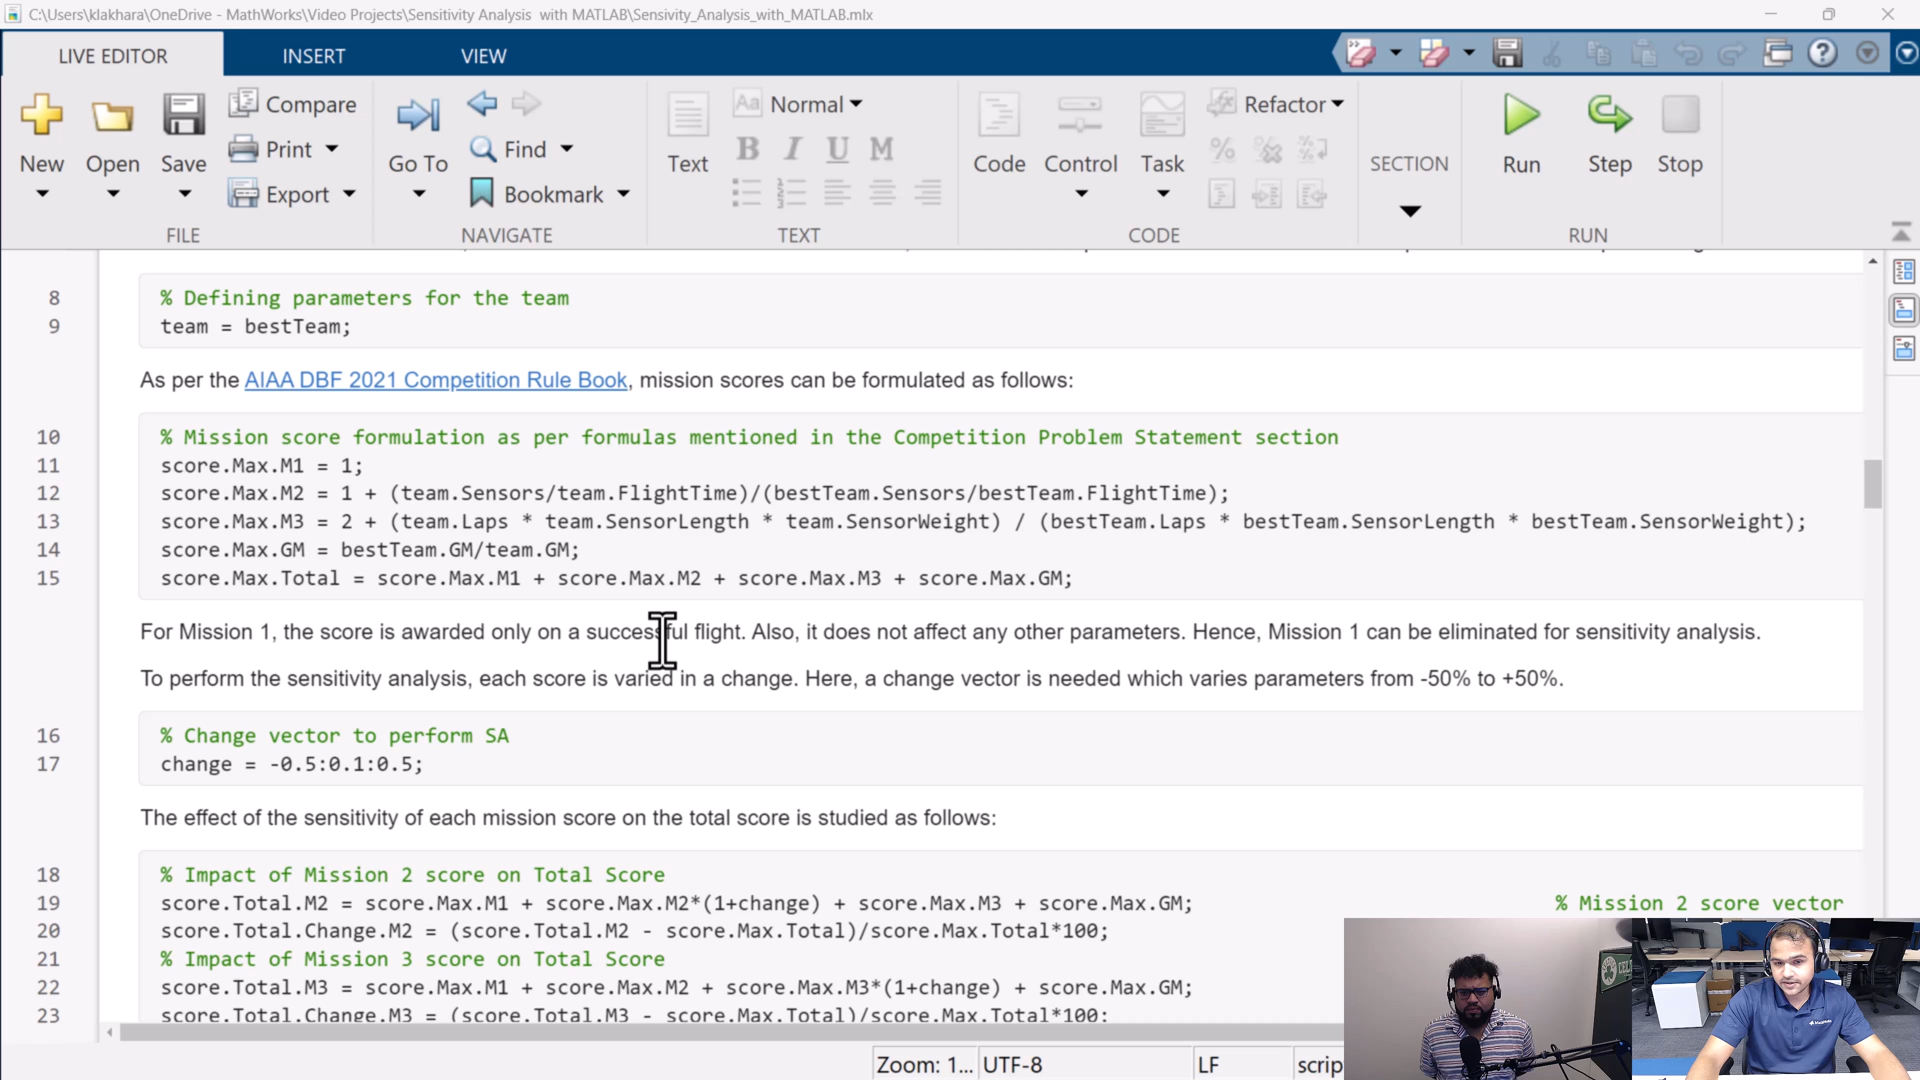 C:\Users\klakhara\OneDrive - MathWorks\Video Projects\Sensitivity Analysis  with MATLAB\Sensivity_Analysis_with_MATLAB.mlx
LIVE EDITOR INSERT VIEW
New Open Save Compare Print Export FILE
Go To Find Bookmark NAVIGATE
Text Aa Normal B I U M TEXT
Code Control Task Refactor CODE
SECTION
Run Step Stop RUN
8 % Defining parameters for the team
9 team = bestTeam;
As per the AIAA DBF 2021 Competition Rule Book, mission scores can be formulated as follows:
10 % Mission score formulation as per formulas mentioned in the Competition Problem Statement section
11 score.Max.M1 = 1;
12 score.Max.M2 = 1 + (team.Sensors/team.FlightTime)/(bestTeam.Sensors/bestTeam.FlightTime);
13 score.Max.M3 = 2 + (team.Laps * team.SensorLength * team.SensorWeight) / (bestTeam.Laps * bestTeam.SensorLength * bestTeam.SensorWeight);
14 score.Max.GM = bestTeam.GM/team.GM;
15 score.Max.Total = score.Max.M1 + score.Max.M2 + score.Max.M3 + score.Max.GM;
For Mission 1, the score is awarded only on a successful flight. Also, it does not affect any other parameters. Hence, Mission 1 can be eliminated for sensitivity analysis.
To perform the sensitivity analysis, each score is varied in a change. Here, a change vector is needed which varies parameters from -50% to +50%.
16 % Change vector to perform SA
17 change = -0.5:0.1:0.5;
The effect of the sensitivity of each mission score on the total score is studied as follows:
18 % Impact of Mission 2 score on Total Score
19 score.Total.M2 = score.Max.M1 + score.Max.M2*(1+change) + score.Max.M3 + score.Max.GM; % Mission 2 score vector
20 score.Total.Change.M2 = (score.Total.M2 - score.Max.Total)/score.Max.Total*100;
21 % Impact of Mission 3 score on Total Score
22 score.Total.M3 = score.Max.M1 + score.Max.M2 + score.Max.M3*(1+change) + score.Max.GM;
23 score.Total.Change.M3 = (score.Total.M3 - score.Max.Total)/score.Max.Total*100;
Zoom: 1... UTF-8 LF scrip